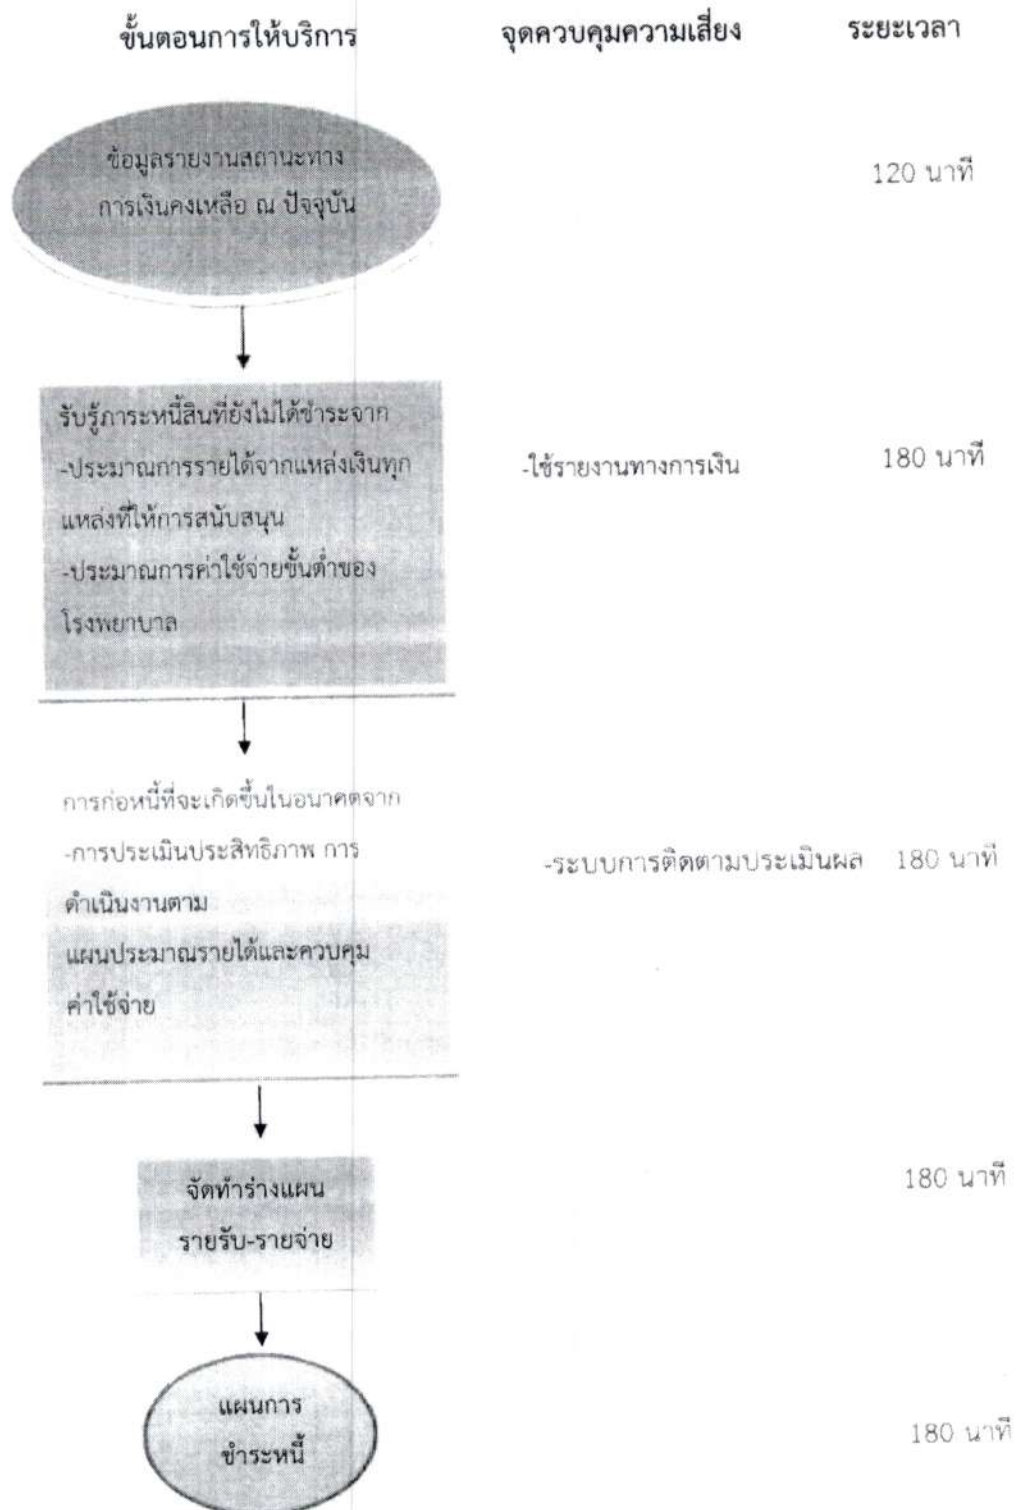 ขั้นตอนการให้บริการ จุดควบคุมความเสี่ยง ระยะเวลา
ข้อมูลรายงานสถานะทาง
การเงินคงเหลือ ณ ปัจจุบัน
120 นาที
รับรู้ภาระหนี้สินที่ยังไม่ได้ชำระจาก
-ประมาณการรายได้จากแหล่งเงินทุก
แหล่งที่ให้การสนับสนุน
-ประมาณการค่าใช้จ่ายขั้นต่ำของ
โรงพยาบาล
-ใช้รายงานทางการเงิน 180 นาที
การก่อหนี้ที่จะเกิดขึ้นในอนาคตจาก
-การประเมินประสิทธิภาพ การ
ดำเนินงานตาม
แผนประมาณรายได้และควบคุม
ค่าใช้จ่าย
-ระบบการติดตามประเมินผล 180 นาที
จัดทำร่างแผน
รายรับ-รายจ่าย
180 นาที
แผนการ
ชำระหนี้
180 นาที